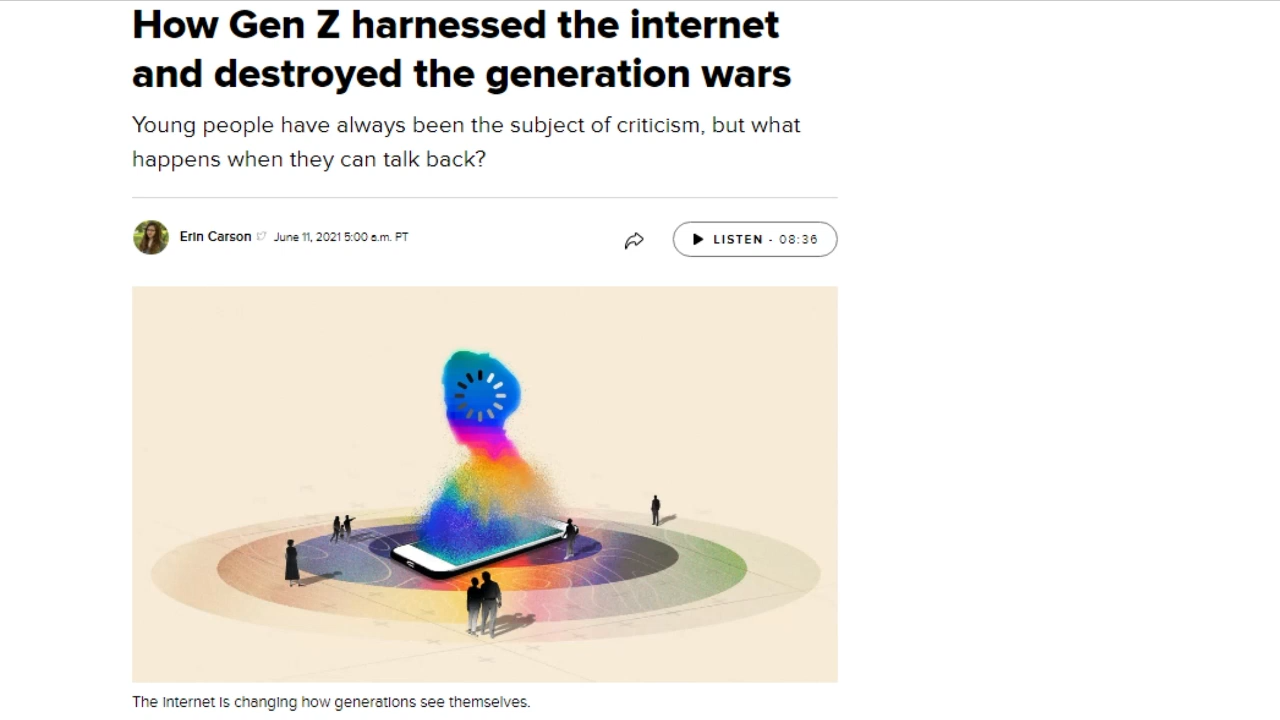 How Gen Z harnessed the internet
and destroyed the generation wars
Young people have always been the subject of criticism, but what
happens when they can talk back?
Erin Carson June 11, 2021 5:00 a.m. PT
LISTEN - 08:36
The internet is changing how generations see themselves.